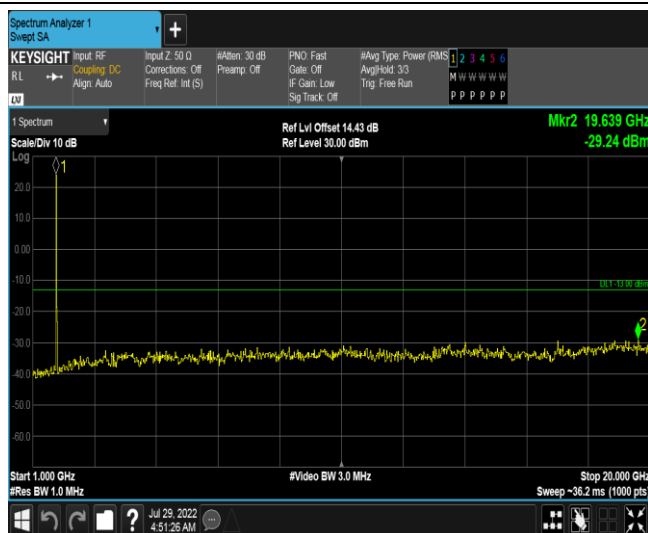 Spectrum Analyzer 1
Swept SA
+
KEYSIGHT
RL
LXI
Input: RF
Coupling: DC
Align: Auto
Input Z: 50 Ω
Corrections: Off
Freq Ref: Int (S)
#Atten: 30 dB
Preamp: Off
PNO: Fast
Gate: Off
IF Gain: Low
Sig Track: Off
#Avg Type: Power (RMS
Avg|Hold: 3/3
Trig: Free Run
1 2 3 4 5 6
M W W W W W
P P P P P P
1 Spectrum
Scale/Div 10 dB
Ref Lvl Offset 14.43 dB
Ref Level 30.00 dBm
Mkr2 19.639 GHz
-29.24 dBm
Log
1
20.0
10.0
0.00
-10.0
DL1 -13.00 dBm
-20.0
2
-30.0
-40.0
-50.0
-60.0
Start 1.000 GHz
#Video BW 3.0 MHz
Stop 20.000 GHz
#Res BW 1.0 MHz
Sweep ~36.2 ms (1000 pts)
?
Jul 29, 2022
4:51:26 AM